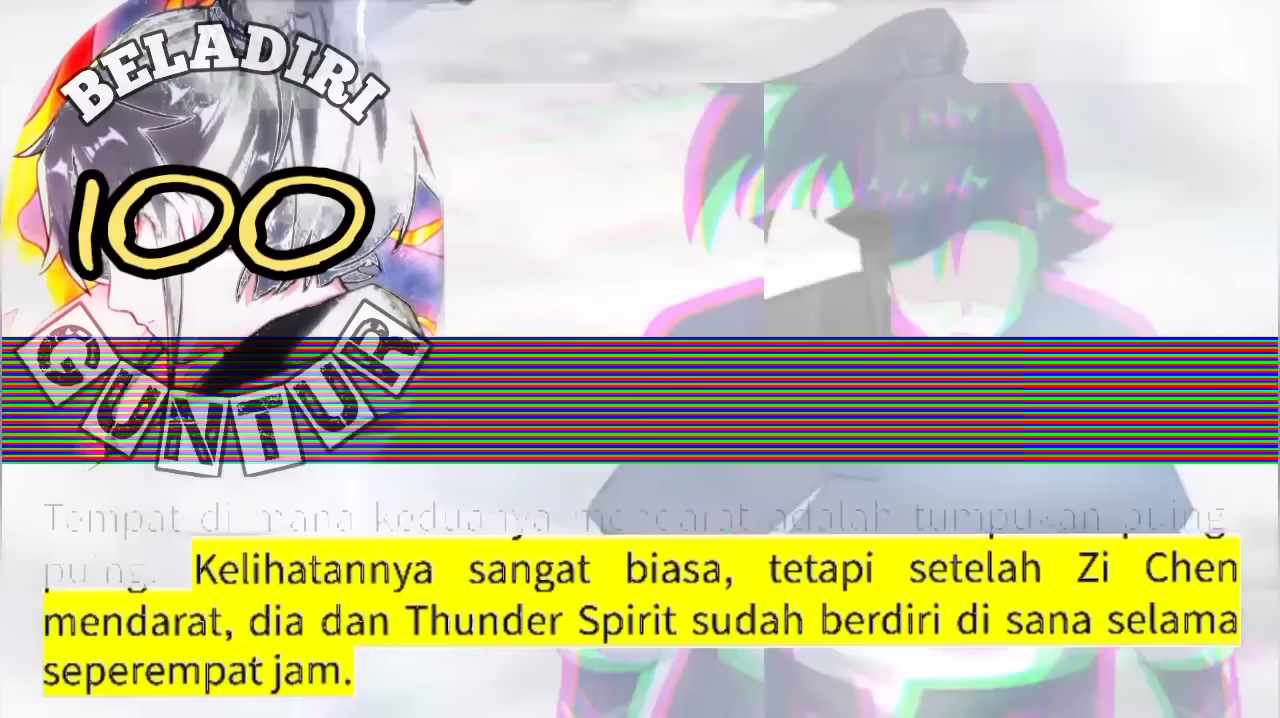 BELADIRI
100
GUNTUR
Tempat di mana keduanya mendarat adalah tumpukan puing-
puing. Kelihatannya sangat biasa, tetapi setelah Zi Chen
mendarat, dia dan Thunder Spirit sudah berdiri di sana selama
seperempat jam.